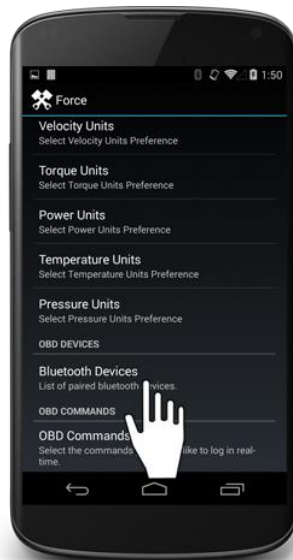 1:50
Force
Velocity Units
Select Velocity Units Preference
Torque Units
Select Torque Units Preference
Power Units
Select Power Units Preference
Temperature Units
Select Temperature Units Preference
Pressure Units
Select Pressure Units Preference
OBD DEVICES
Bluetooth Devices
List of paired bluetooth
OBD COMMANDS
OBD Commands
Select the commands like to log in real-
time.